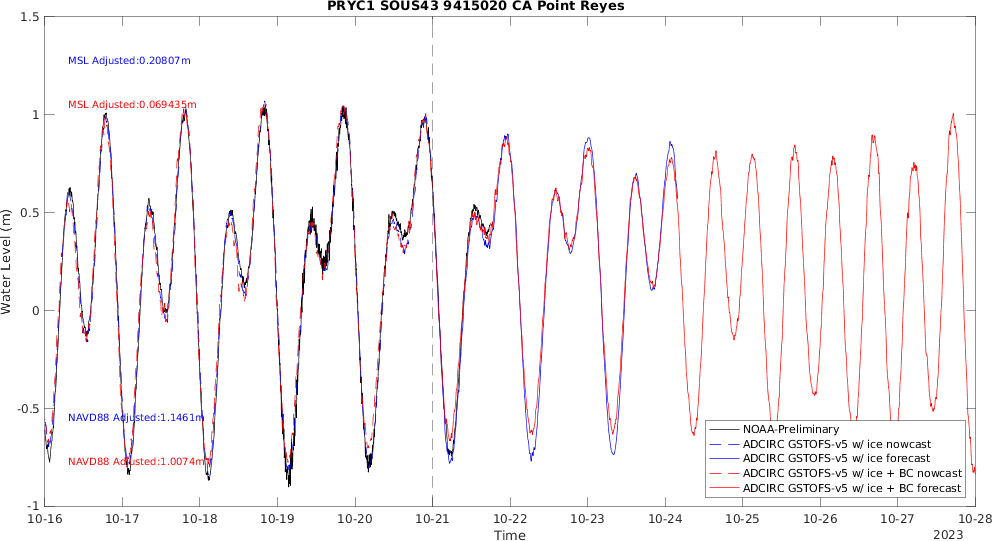 PRYC1 SOUS43 9415020 CA Point Reyes
1.5
1
0.5
0
-0.5
-1
Water Level (m)
MSL Adjusted:0.20807m
MSL Adjusted:0.069435m
NAVD88 Adjusted:1.1461m
NAVD88 Adjusted:1.0074m
NOAA-Preliminary
ADCIRC GSTOFS-v5 w/ ice nowcast
ADCIRC GSTOFS-v5 w/ ice forecast
ADCIRC GSTOFS-v5 w/ ice + BC nowcast
ADCIRC GSTOFS-v5 w/ ice + BC forecast
10-16 10-17 10-18 10-19 10-20 10-21 10-22 10-23 10-24 10-25 10-26 10-27 10-28
Time
2023